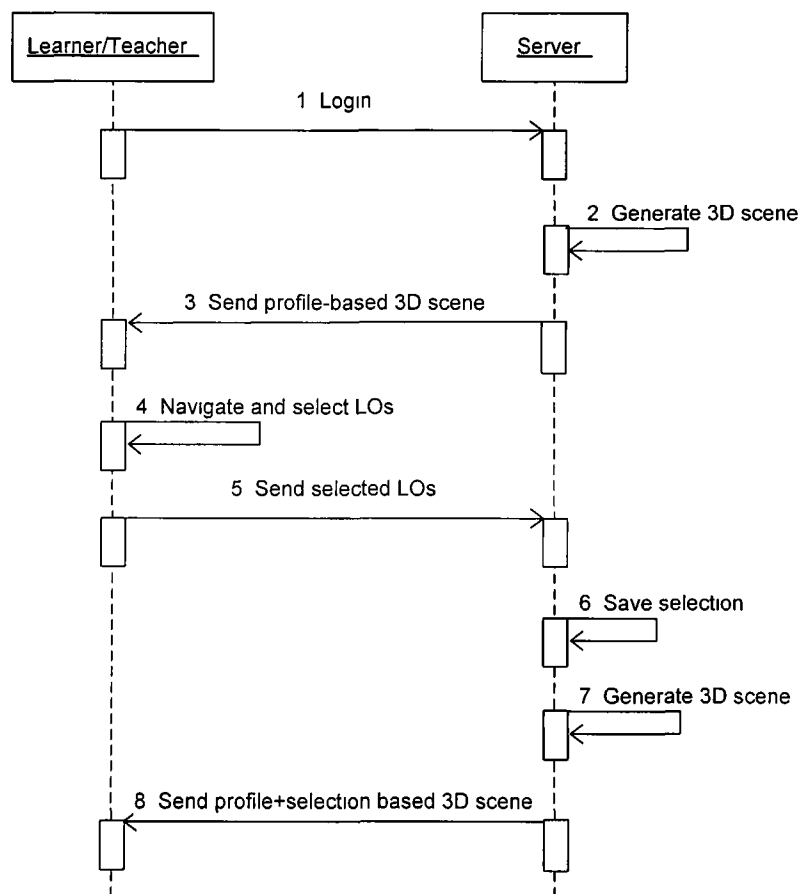 Learner/Teacher
Server
1 Login
2 Generate 3D scene
3 Send profile-based 3D scene
4 Navigate and select LOs
5 Send selected LOs
6 Save selection
7 Generate 3D scene
8 Send profile+selection based 3D scene